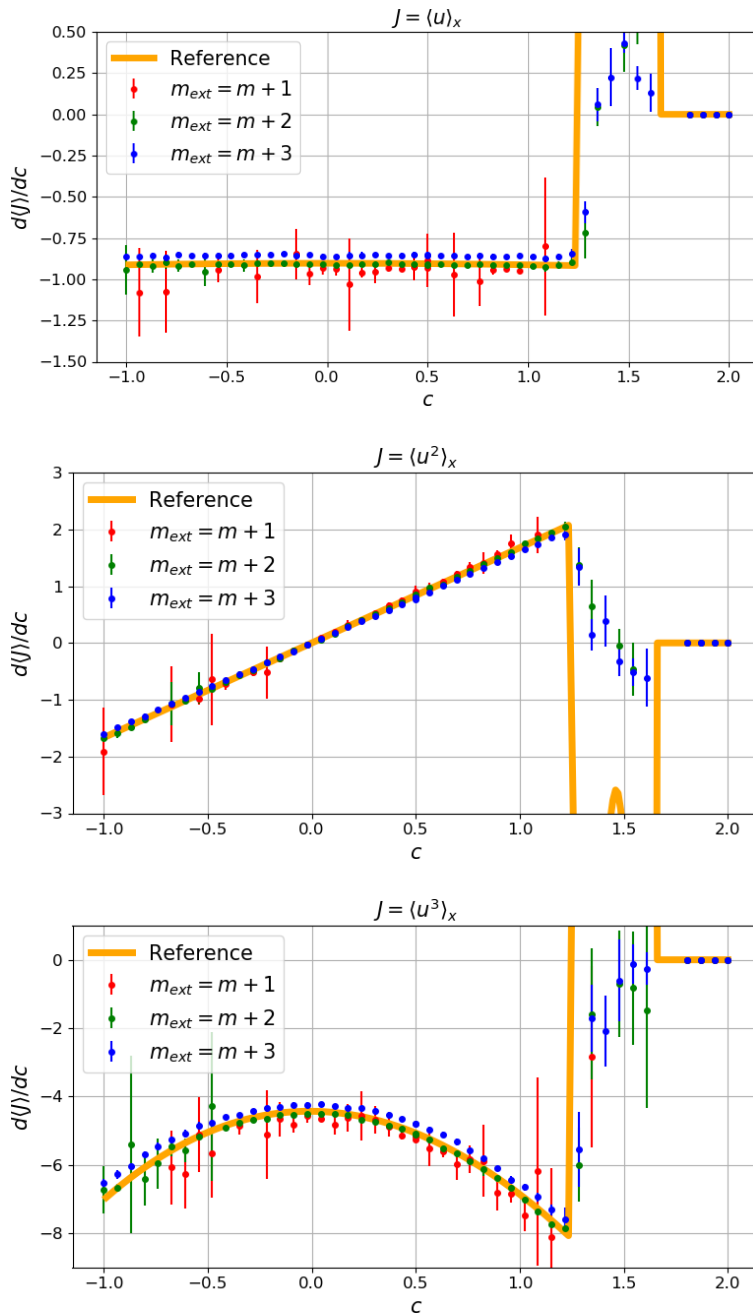 J = ⟨u⟩ₓ
0.50
0.25
0.00
−0.25
−0.50
−0.75
−1.00
−1.25
−1.50
d⟨J⟩/dc
Reference
m_ext = m + 1
m_ext = m + 2
m_ext = m + 3
−1.0 −0.5 0.0 0.5 1.0 1.5 2.0
c
J = ⟨u²⟩ₓ
3
2
1
0
−1
−2
−3
d⟨J⟩/dc
Reference
m_ext = m + 1
m_ext = m + 2
m_ext = m + 3
−1.0 −0.5 0.0 0.5 1.0 1.5 2.0
c
J = ⟨u³⟩ₓ
0
−2
−4
−6
−8
d⟨J⟩/dc
Reference
m_ext = m + 1
m_ext = m + 2
m_ext = m + 3
−1.0 −0.5 0.0 0.5 1.0 1.5 2.0
c